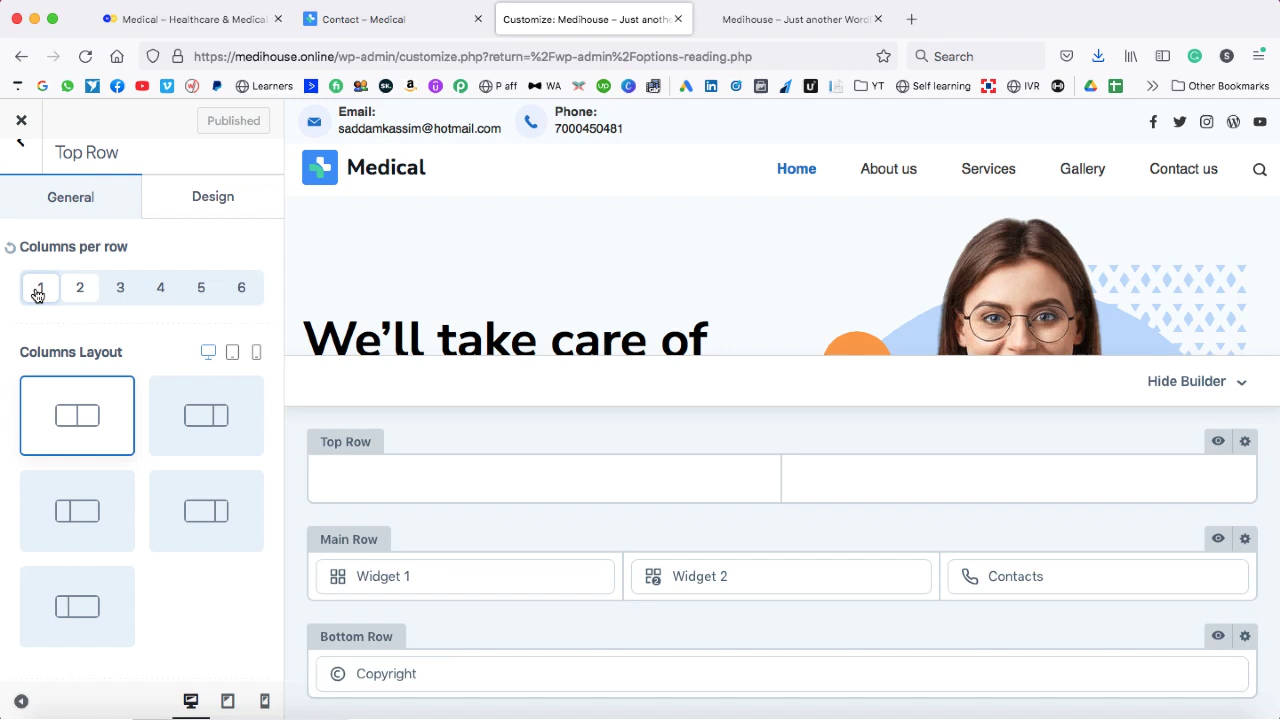 Medical – Healthcare & Medical
Contact – Medical
Customize: Medihouse – Just anoth
Medihouse – Just another Word
https://medihouse.online/wp-admin/customize.php?return=%2Fwp-admin%2Foptions-reading.php
Search
Learners
P aff
WA
YT
Self learning
IVR
Other Bookmarks
Published
Top Row
General
Design
Columns per row
1 2 3 4 5 6
Columns Layout
Email:
saddamkassim@hotmail.com
Phone:
7000450481
Medical
Home
About us
Services
Gallery
Contact us
We'll take care of
Hide Builder
Top Row
Main Row
Widget 1
Widget 2
Contacts
Bottom Row
Copyright